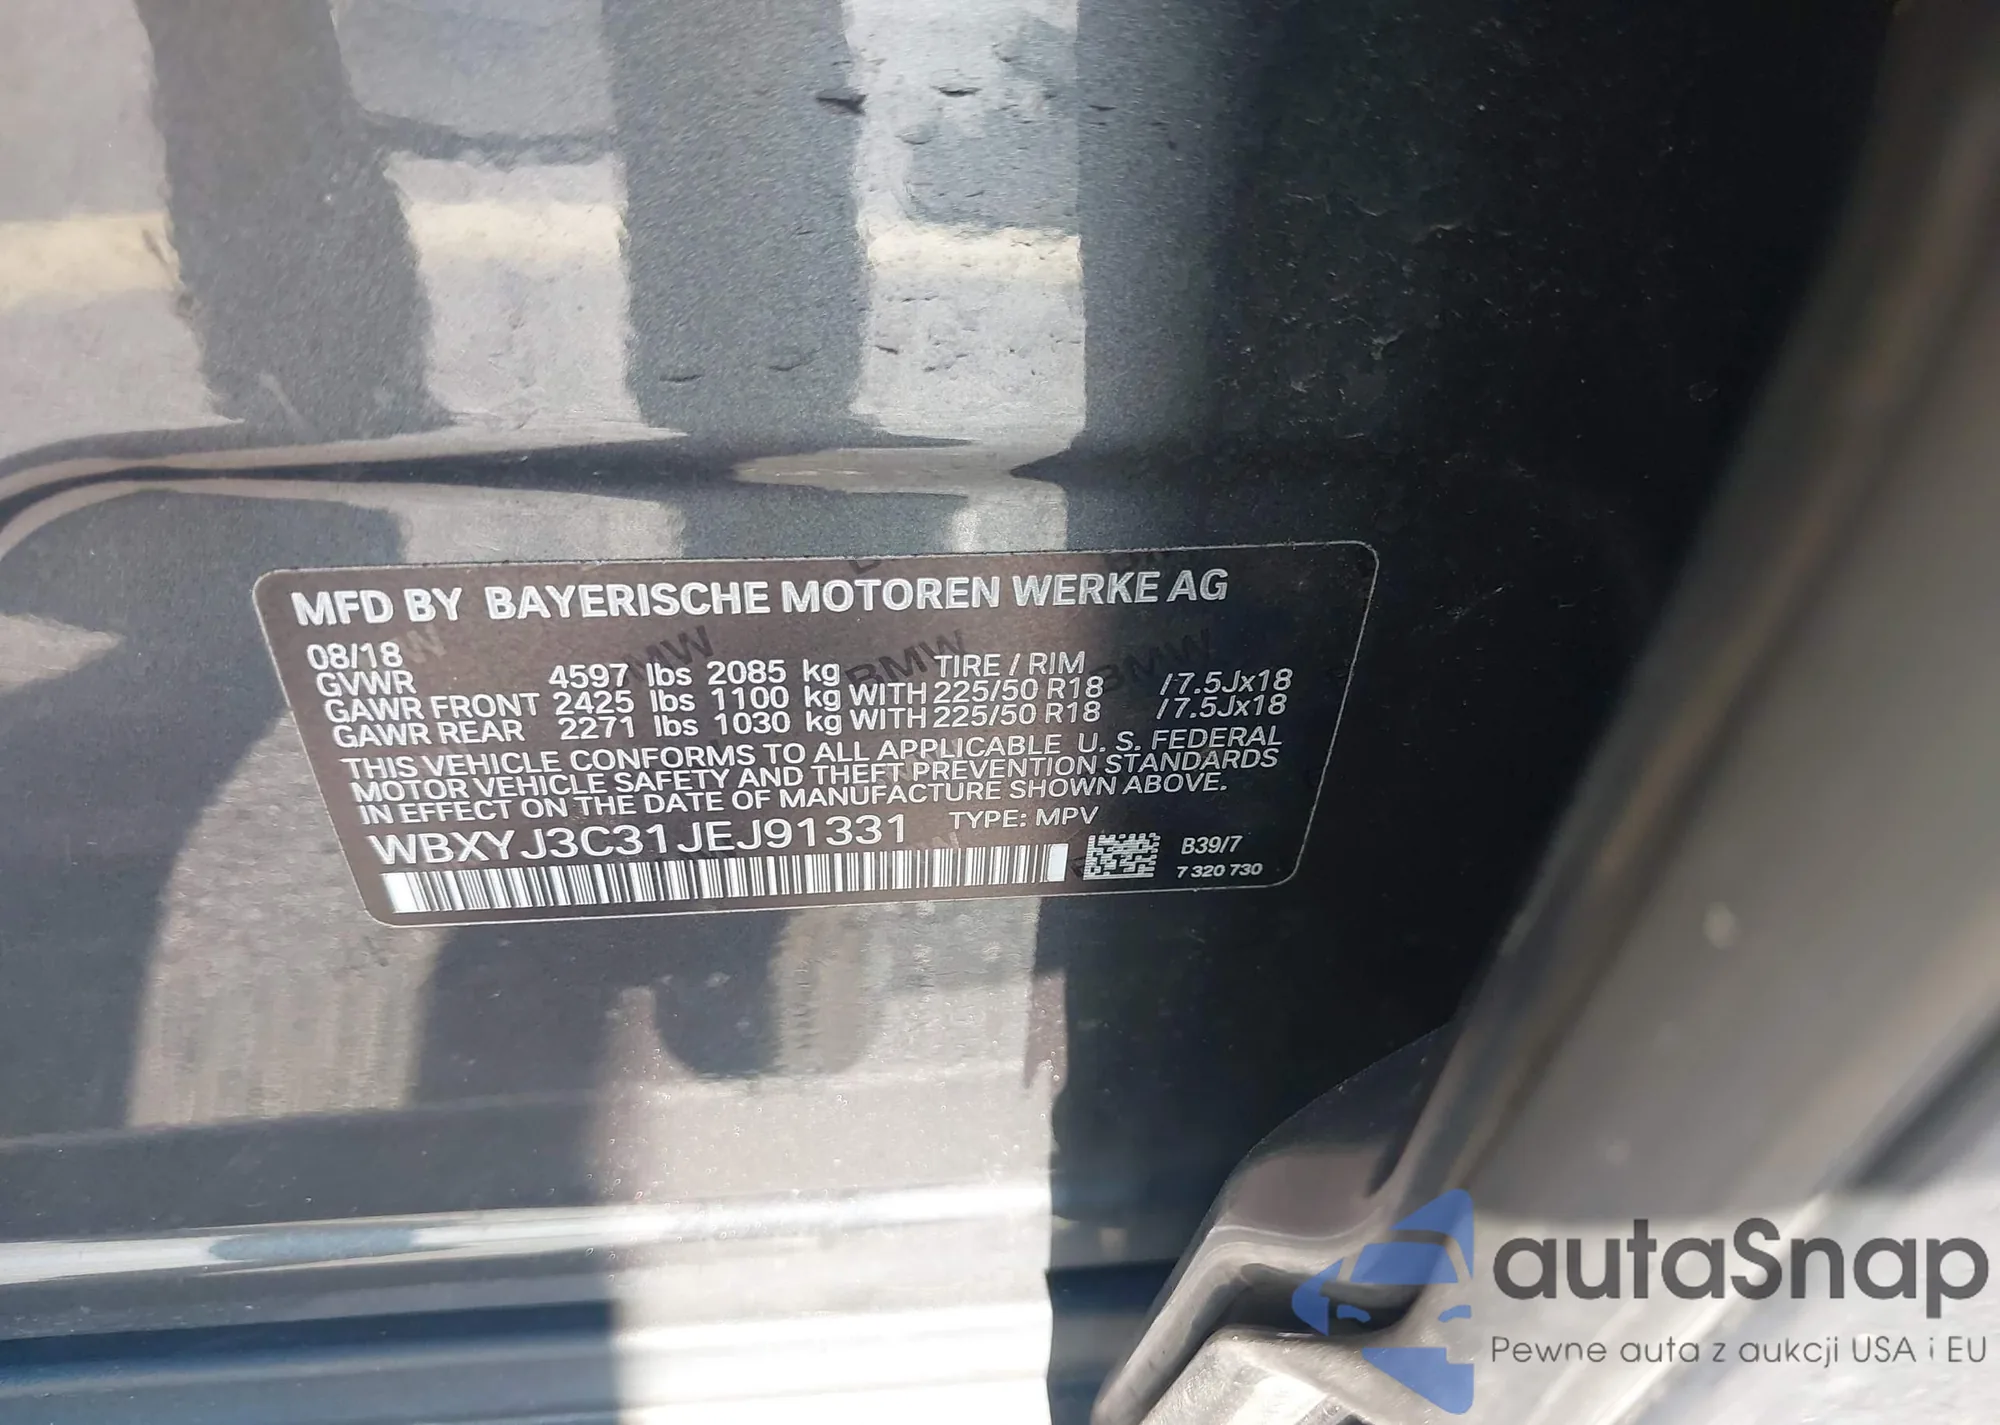 MFD BY BAYERISCHE MOTOREN WERKE AG
08/18 TIRE / RIM
GVWR 4597 lbs 2085 kg
GAWR FRONT 2425 lbs 1100 kg WITH 225/50 R18 /7.5Jx18
GAWR REAR 2271 lbs 1030 kg WITH 225/50 R18 /7.5Jx18
THIS VEHICLE CONFORMS TO ALL APPLICABLE U. S. FEDERAL
MOTOR VEHICLE SAFETY AND THEFT PREVENTION STANDARDS
IN EFFECT ON THE DATE OF MANUFACTURE SHOWN ABOVE.
WBXYJ3C31JEJ91331 TYPE: MPV
B39/7
7 320 730
autaSnap
Pewne auta z aukcji USA i EU